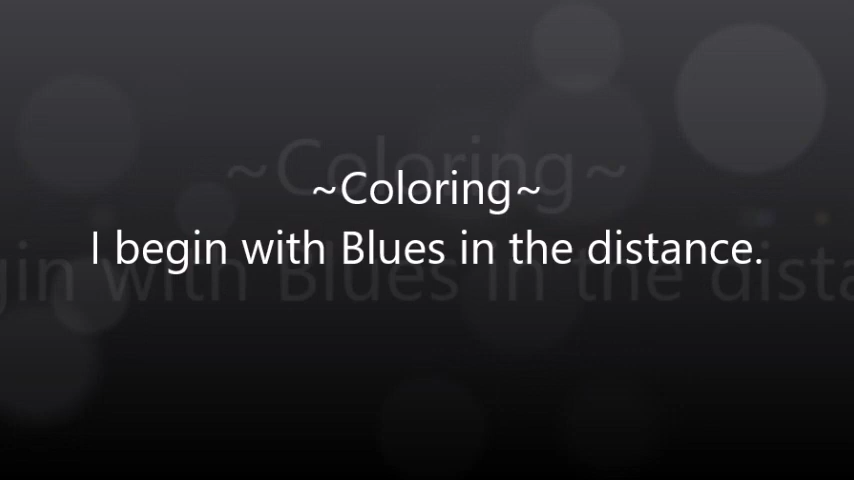 ~Coloring~
I begin with Blues in the distance.